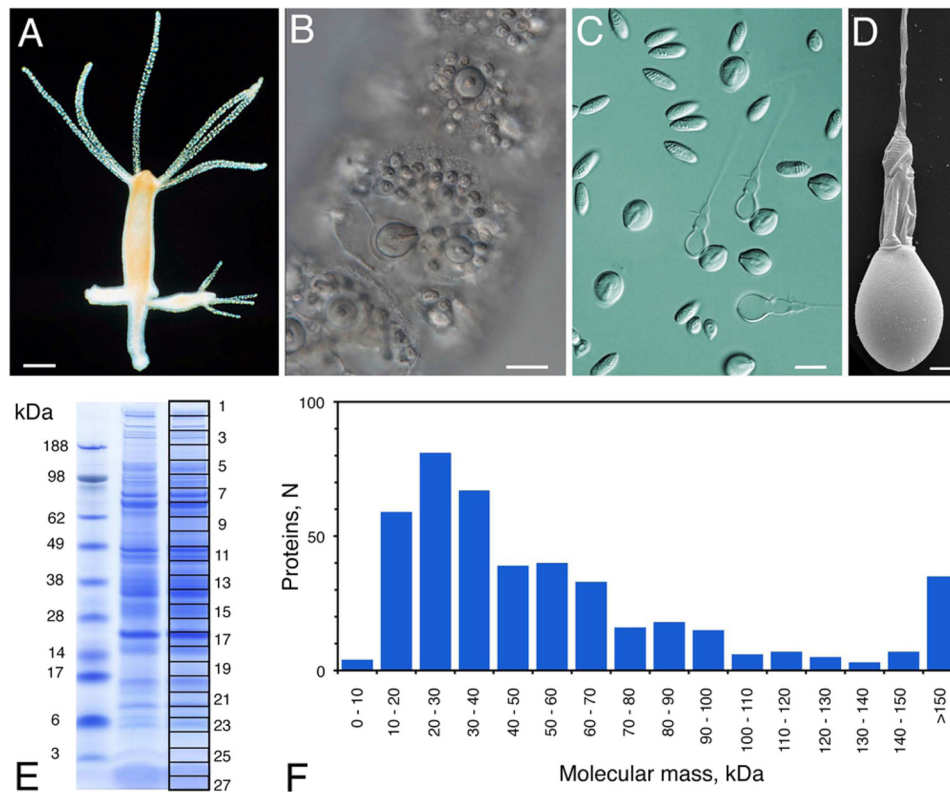 A
B
C
D
kDa
188
98
62
49
38
28
14
17
6
3
1
3
5
7
9
11
13
15
17
19
21
23
25
27
E
100
50
0
Proteins, N
0 - 10
10 - 20
20 - 30
30 - 40
40 - 50
50 - 60
60 - 70
70 - 80
80 - 90
90 - 100
100 - 110
110 - 120
120 - 130
130 - 140
140 - 150
>150
Molecular mass, kDa
F